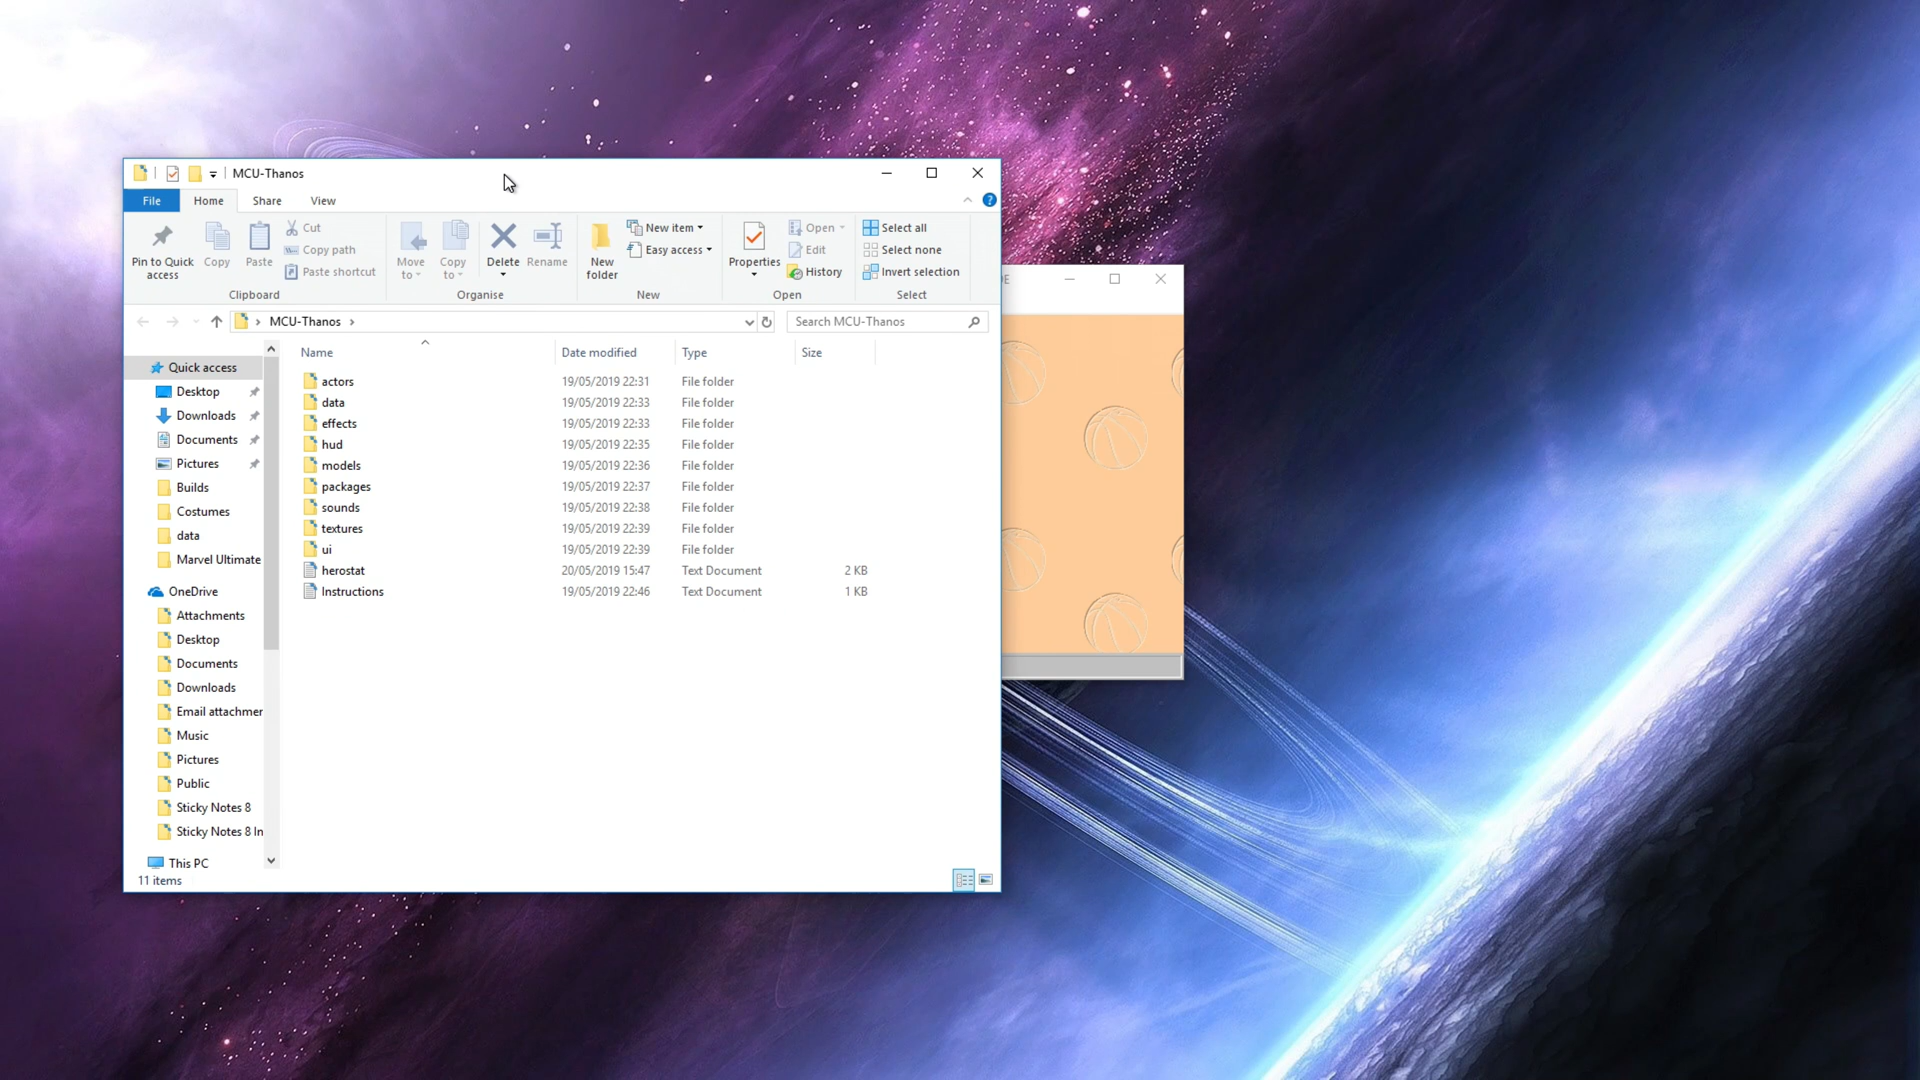 MCU-Thanos
File Home Share View
Pin to Quick access
Copy
Paste
Cut
Copy path
Paste shortcut
Clipboard
Move to
Copy to
Delete
Rename
Organise
New folder
New item
Easy access
New
Properties
Open
Edit
History
Open
Select all
Select none
Invert selection
Select
MCU-Thanos
Search MCU-Thanos
Name Date modified Type Size
actors 19/05/2019 22:31 File folder
data 19/05/2019 22:33 File folder
effects 19/05/2019 22:33 File folder
hud 19/05/2019 22:35 File folder
models 19/05/2019 22:36 File folder
packages 19/05/2019 22:37 File folder
sounds 19/05/2019 22:38 File folder
textures 19/05/2019 22:39 File folder
ui 19/05/2019 22:39 File folder
herostat 20/05/2019 15:47 Text Document 2 KB
Instructions 19/05/2019 22:46 Text Document 1 KB
Quick access
Desktop
Downloads
Documents
Pictures
Builds
Costumes
data
Marvel Ultimate
OneDrive
Attachments
Desktop
Documents
Downloads
Email attachmer
Music
Pictures
Public
Sticky Notes 8
Sticky Notes 8 In
This PC
11 items